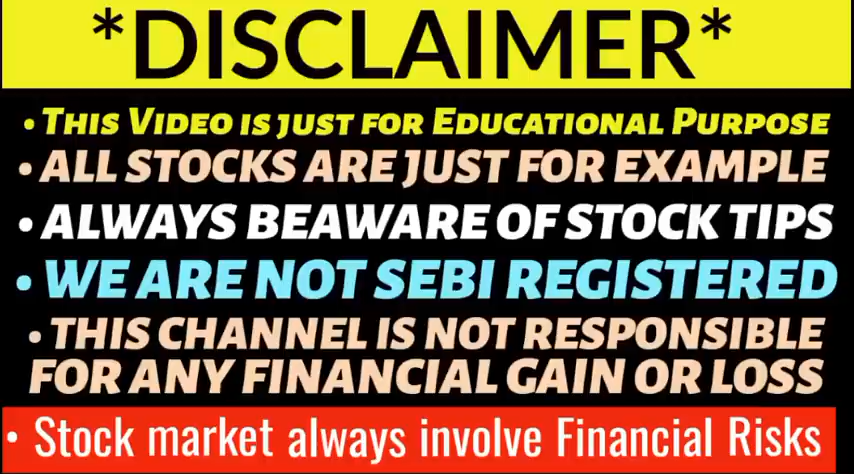 *DISCLAIMER*
• THIS VIDEO IS JUST FOR EDUCATIONAL PURPOSE
• ALL STOCKS ARE JUST FOR EXAMPLE
• ALWAYS BEAWARE OF STOCK TIPS
• WE ARE NOT SEBI REGISTERED
• THIS CHANNEL IS NOT RESPONSIBLE
FOR ANY FINANCIAL GAIN OR LOSS
• Stock market always involve Financial Risks